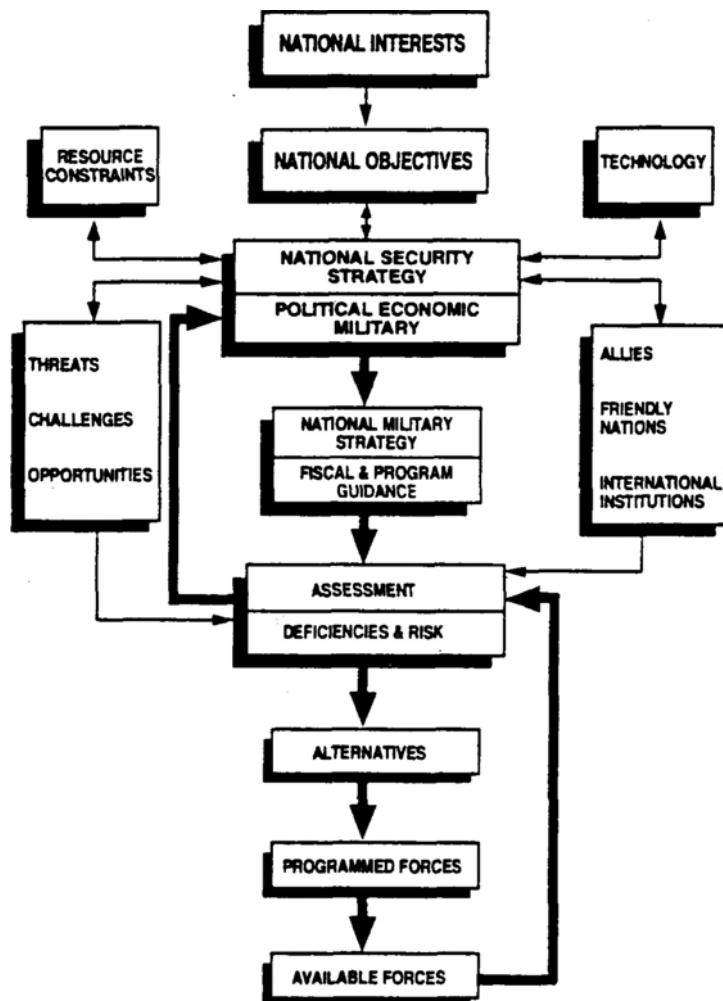 NATIONAL INTERESTS
NATIONAL OBJECTIVES
RESOURCE
CONSTRAINTS
TECHNOLOGY
NATIONAL SECURITY
STRATEGY
POLITICAL ECONOMIC
MILITARY
THREATS
CHALLENGES
OPPORTUNITIES
ALLIES
FRIENDLY
NATIONS
INTERNATIONAL
INSTITUTIONS
NATIONAL MILITARY
STRATEGY
FISCAL & PROGRAM
GUIDANCE
ASSESSMENT
DEFICIENCIES & RISK
ALTERNATIVES
PROGRAMMED FORCES
AVAILABLE FORCES